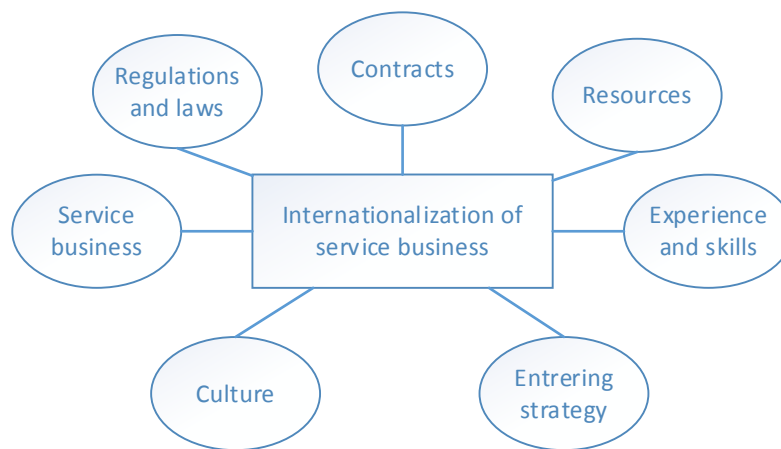 Contracts
Regulations
and laws
Resources
Service
business
Internationalization of
service business
Experience
and skills
Culture
Entrering
strategy